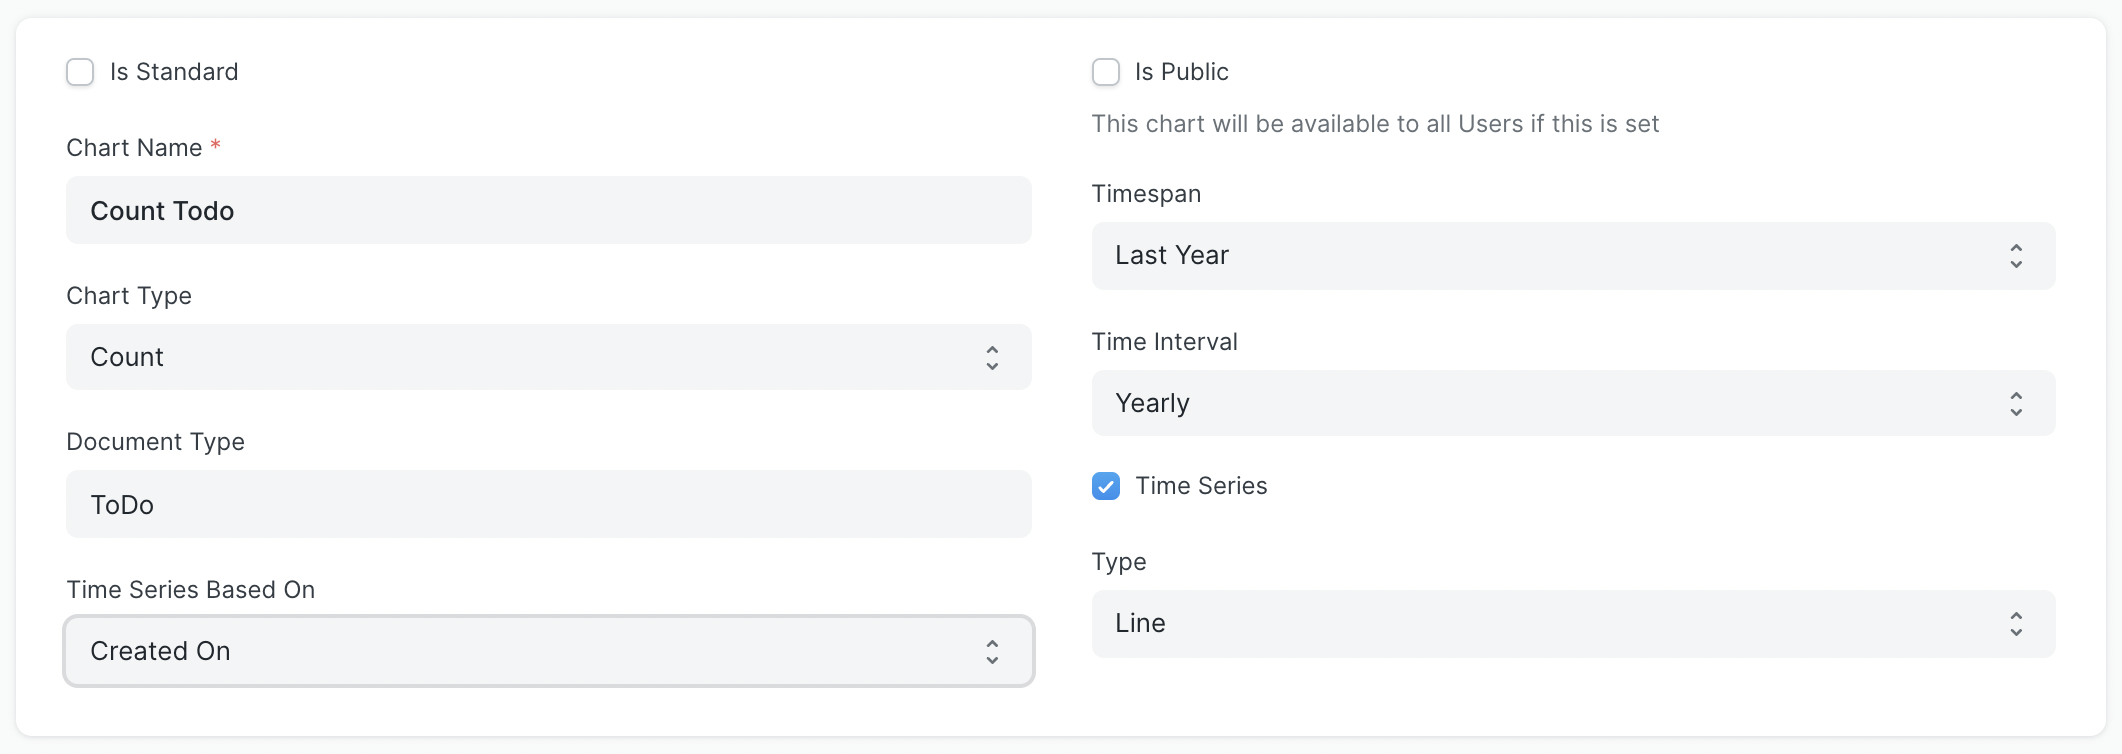 Is Standard
Chart Name *
Count Todo
Chart Type
Count
Document Type
ToDo
Time Series Based On
Created On
Is Public
This chart will be available to all Users if this is set
Timespan
Last Year
Time Interval
Yearly
Time Series
Type
Line